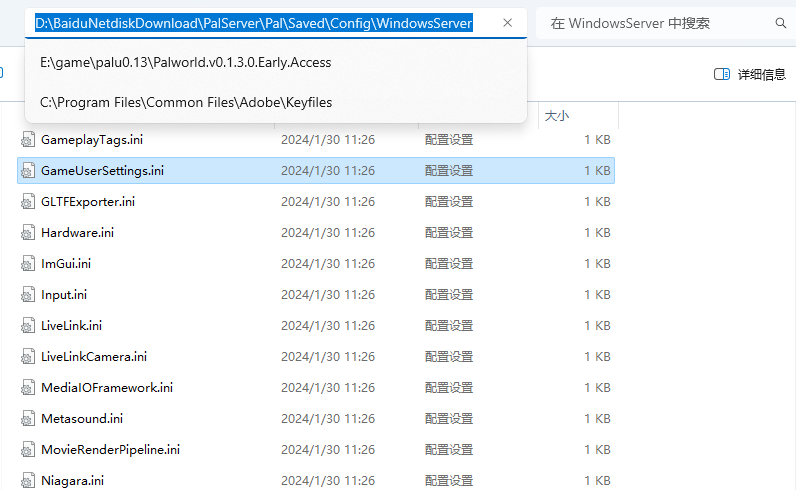 D:\BaiduNetdiskDownload\PalServer\Pal\Saved\Config\WindowsServer
在 WindowsServer 中搜索
E:\game\palu0.13\Palworld.v0.1.3.0.Early.Access
详细信息
C:\Program Files\Common Files\Adobe\Keyfiles
大小
GameplayTags.ini 2024/1/30 11:26 配置设置 1 KB
GameUserSettings.ini 2024/1/30 11:26 配置设置 1 KB
GLTFExporter.ini 2024/1/30 11:26 配置设置 1 KB
Hardware.ini 2024/1/30 11:26 配置设置 1 KB
ImGui.ini 2024/1/30 11:26 配置设置 1 KB
Input.ini 2024/1/30 11:26 配置设置 1 KB
LiveLink.ini 2024/1/30 11:26 配置设置 1 KB
LiveLinkCamera.ini 2024/1/30 11:26 配置设置 1 KB
MediaIOFramework.ini 2024/1/30 11:26 配置设置 1 KB
Metasound.ini 2024/1/30 11:26 配置设置 1 KB
MovieRenderPipeline.ini 2024/1/30 11:26 配置设置 1 KB
Niagara.ini 2024/1/30 11:26 配置设置 1 KB